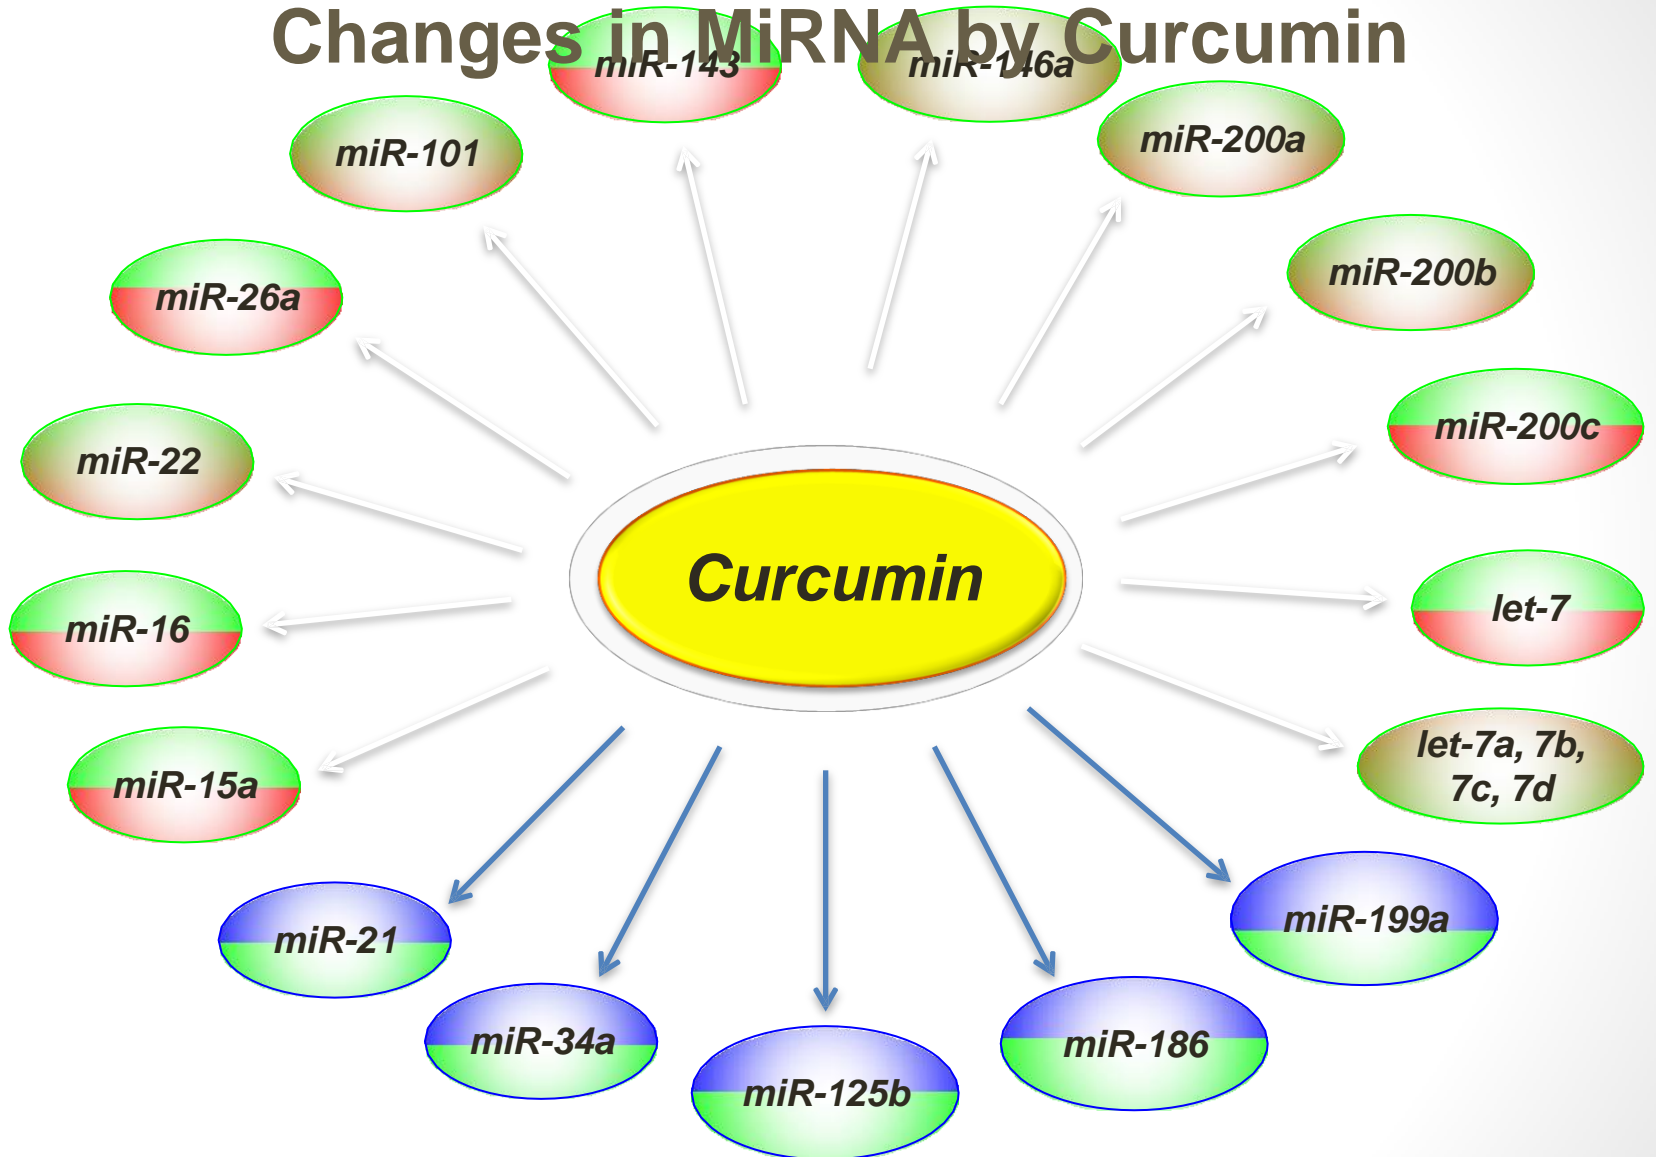 Changes in MiRNA by Curcumin
miR-143
miR-146a
miR-101
miR-200a
miR-26a
miR-200b
miR-22
miR-200c
Curcumin
miR-16
let-7
miR-15a
let-7a, 7b,
7c, 7d
miR-21
miR-199a
miR-34a
miR-186
miR-125b